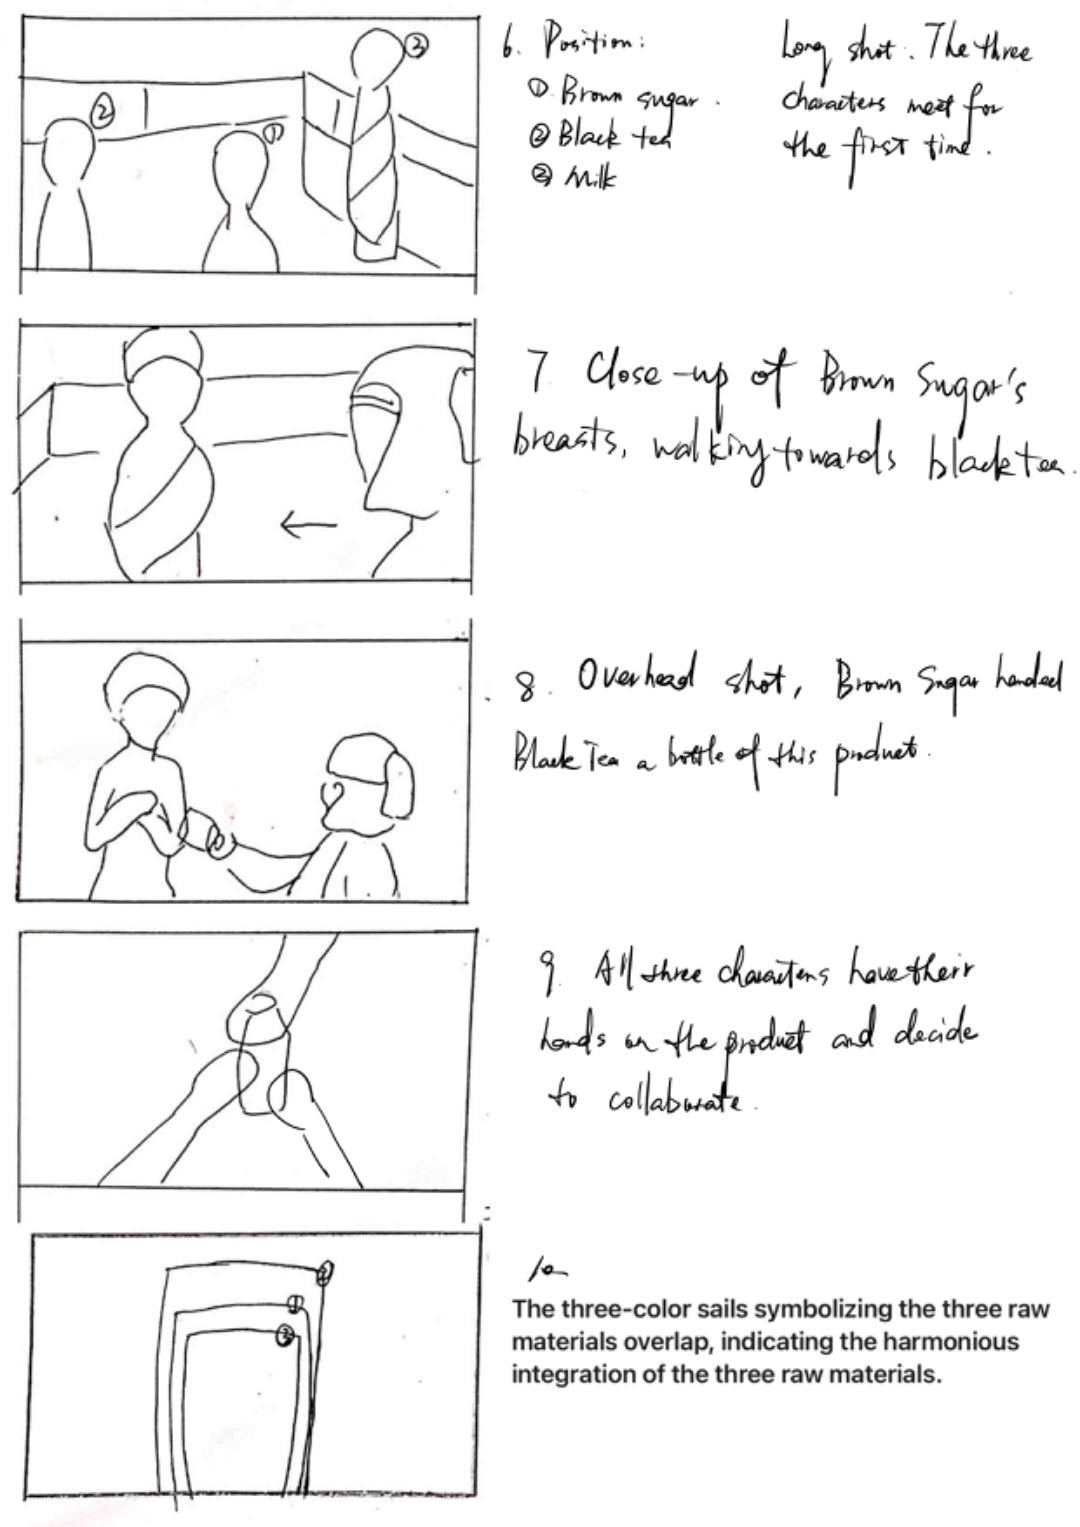 ③
②
①
6. Position:
① Brown sugar.
② Black tea
③ Milk
Long shot. The three
characters meet for
the first time.
7 Close-up of Brown Sugar's
breasts, walking towards black tea.
8. Overhead shot, Brown Sugar handed
Black Tea a bottle of this product.
9. All three characters have their
hands on the product and decide
to collaborate.
①
10
The three-color sails symbolizing the three raw
materials overlap, indicating the harmonious
integration of the three raw materials.